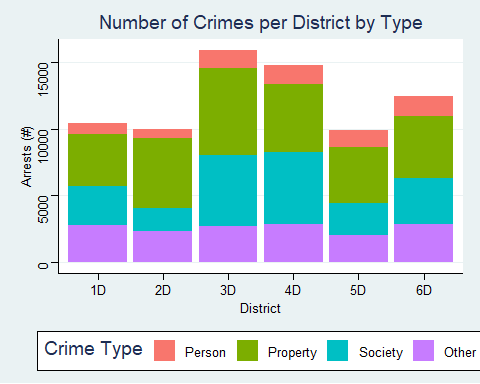 Number of Crimes per District by Type
Arrests (#)
15000
10000
5000
0
1D 2D 3D 4D 5D 6D
District
Crime Type Person Property Society Other